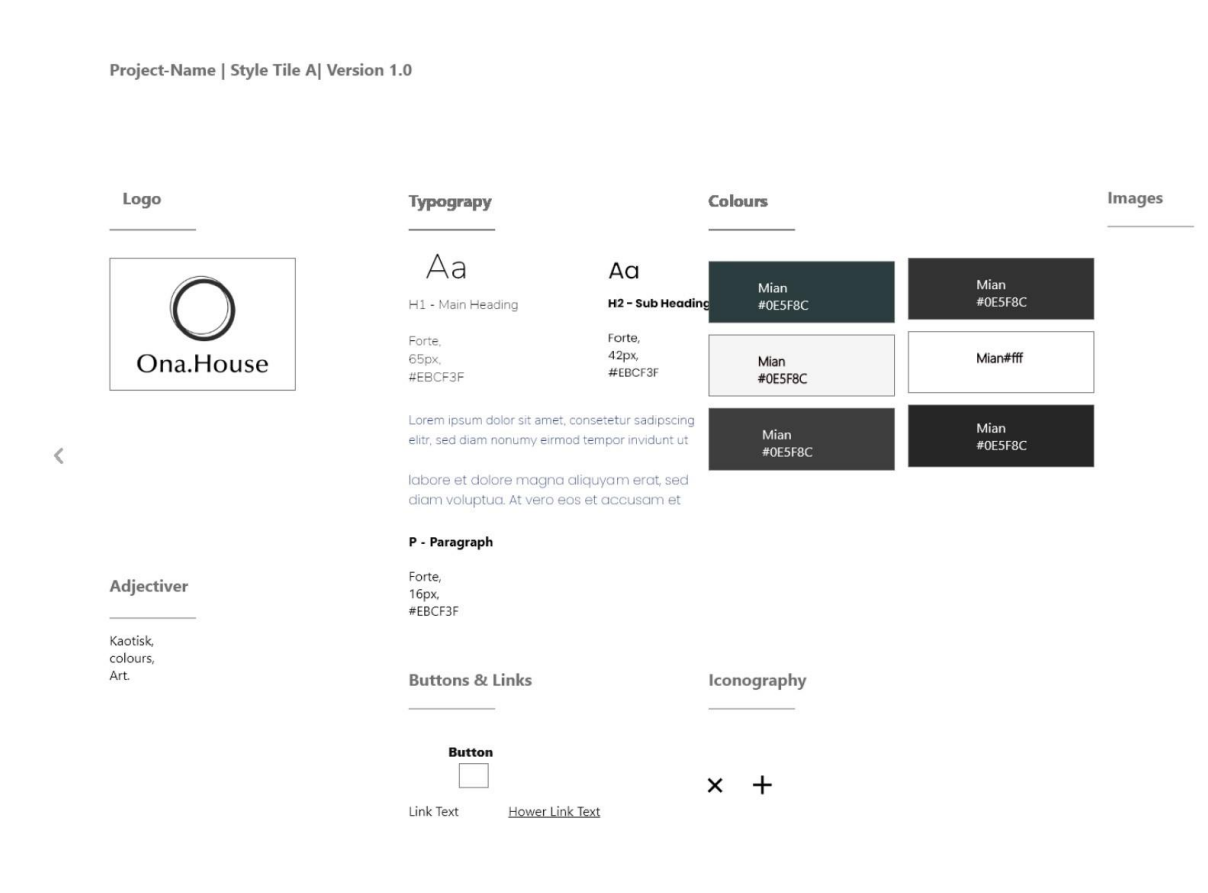 Project-Name | Style Tile A| Version 1.0
Logo
Ona.House
Adjectiver
Kaotisk,
colours,
Art.
Typograpy
Aa
H1 - Main Heading
Forte,
65px,
#EBCF3F
Aa
H2 - Sub Heading
Forte,
42px,
#EBCF3F
Lorem ipsum dolor sit amet, consetetur sadipscing
elitr, sed diam nonumy eirmod tempor invidunt ut
labore et dolore magna aliquyam erat, sed
diam voluptua. At vero eos et accusam et
P - Paragraph
Forte,
16px,
#EBCF3F
Buttons & Links
Button
Link Text
Hower Link Text
Colours
Mian
#0E5F8C
Mian
#0E5F8C
Mian
#0E5F8C
Mian#fff
Mian
#0E5F8C
Mian
#0E5F8C
Iconography
Images